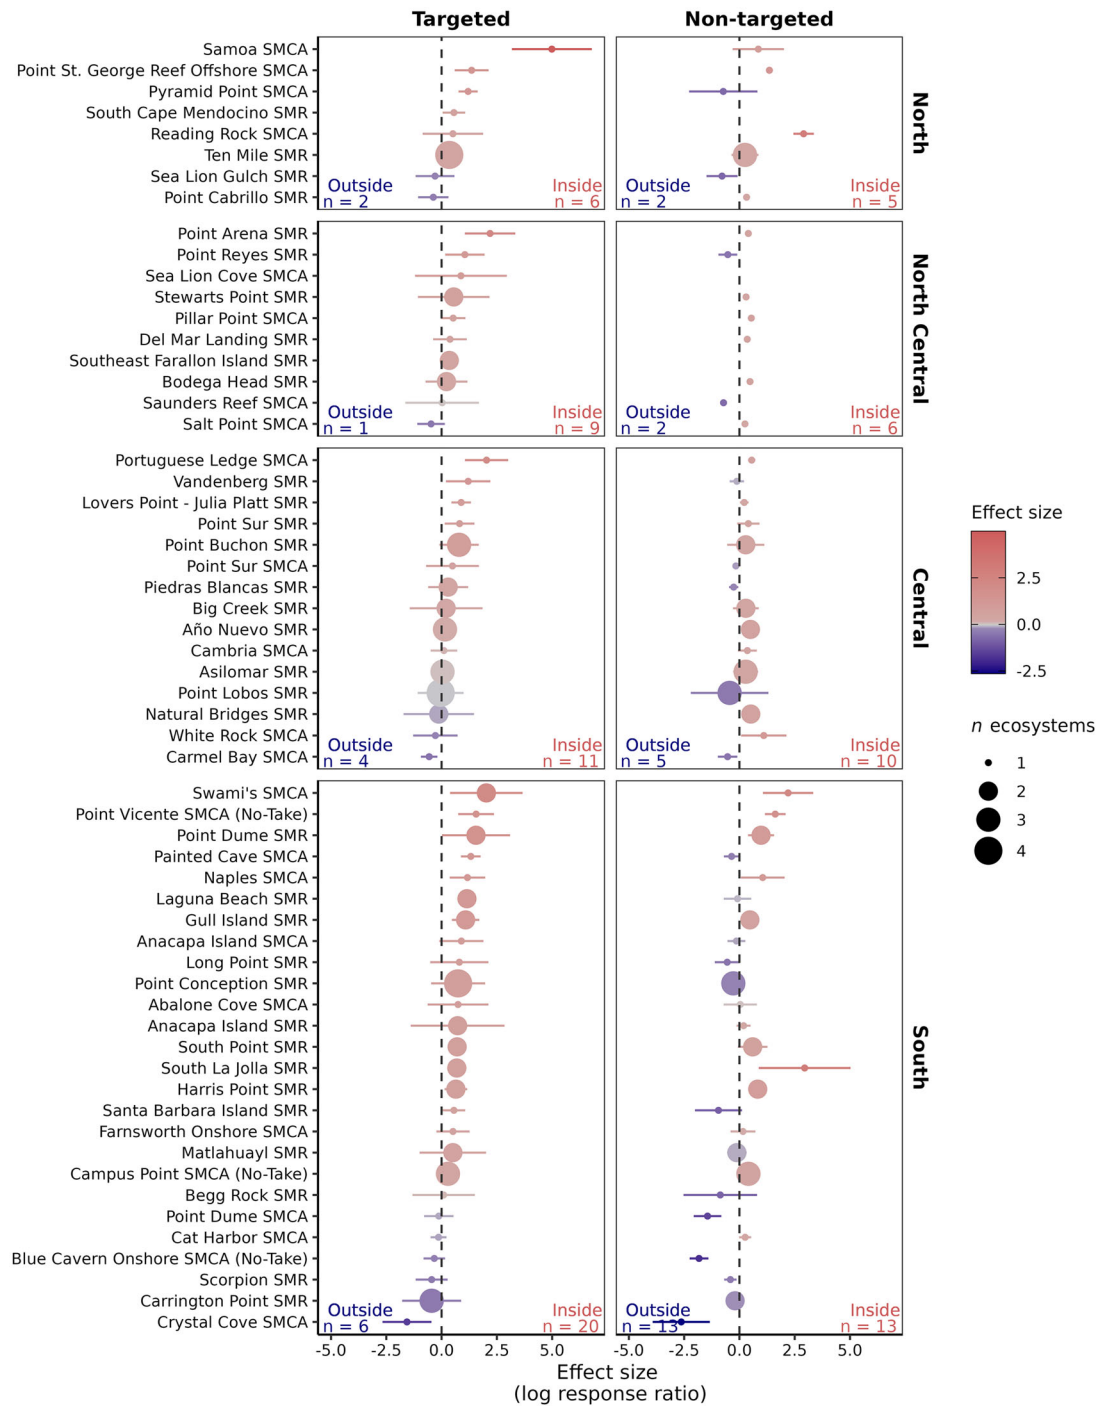 Targeted
Non-targeted
Samoa SMCA
Point St. George Reef Offshore SMCA
Pyramid Point SMCA
South Cape Mendocino SMR
Reading Rock SMCA
Ten Mile SMR
Sea Lion Gulch SMR
Point Cabrillo SMR
Outside
n = 2
Inside
n = 6
Outside
n = 2
Inside
n = 5
North
Point Arena SMR
Point Reyes SMR
Sea Lion Cove SMCA
Stewarts Point SMR
Pillar Point SMCA
Del Mar Landing SMR
Southeast Farallon Island SMR
Bodega Head SMR
Saunders Reef SMCA
Salt Point SMCA
Outside
n = 1
Inside
n = 9
Outside
n = 2
Inside
n = 6
North Central
Portuguese Ledge SMCA
Vandenberg SMR
Lovers Point - Julia Platt SMR
Point Sur SMR
Point Buchon SMR
Point Sur SMCA
Piedras Blancas SMR
Big Creek SMR
Año Nuevo SMR
Cambria SMCA
Asilomar SMR
Point Lobos SMR
Natural Bridges SMR
White Rock SMCA
Carmel Bay SMCA
Outside
n = 4
Inside
n = 11
Outside
n = 5
Inside
n = 10
Central
Swami's SMCA
Point Vicente SMCA (No-Take)
Point Dume SMR
Painted Cave SMCA
Naples SMCA
Laguna Beach SMR
Gull Island SMR
Anacapa Island SMCA
Long Point SMR
Point Conception SMR
Abalone Cove SMCA
Anacapa Island SMR
South Point SMR
South La Jolla SMR
Harris Point SMR
Santa Barbara Island SMR
Farnsworth Onshore SMCA
Matlahuayl SMR
Campus Point SMCA (No-Take)
Begg Rock SMR
Point Dume SMCA
Cat Harbor SMCA
Blue Cavern Onshore SMCA (No-Take)
Scorpion SMR
Carrington Point SMR
Crystal Cove SMCA
Outside
n = 6
Inside
n = 20
Outside
n = 13
Inside
n = 13
South
-5.0 -2.5 0.0 2.5 5.0
-5.0 -2.5 0.0 2.5 5.0
Effect size
(log response ratio)
Effect size
2.5
0.0
-2.5
n ecosystems
1
2
3
4